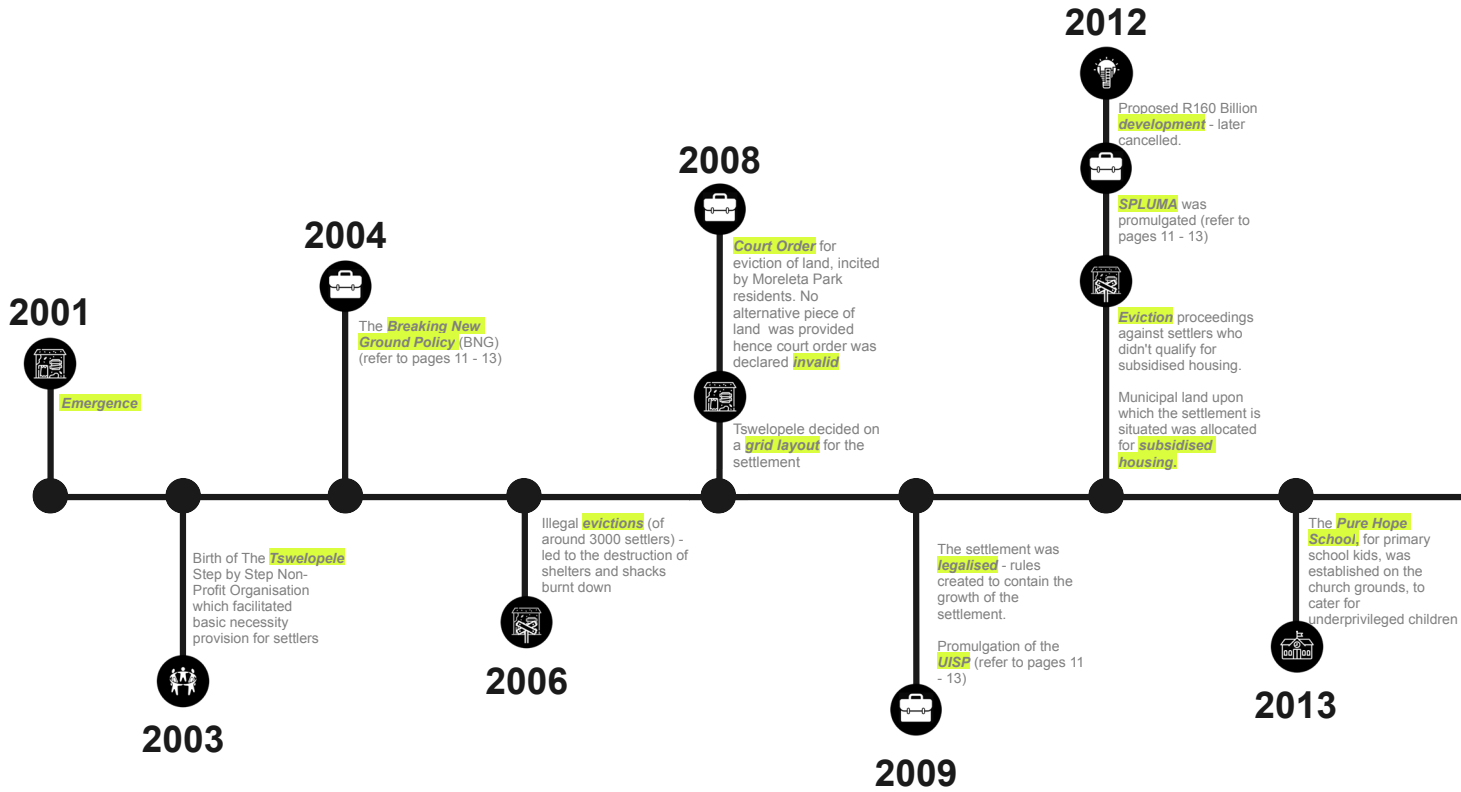 2001
Emergence
2003
Birth of The Tswelopele
Step by Step Non-
Profit Organisation
which facilitated
basic necessity
provision for settlers
2004
The Breaking New
Ground Policy (BNG)
(refer to pages 11 - 13)
2006
Illegal evictions (of
around 3000 settlers) -
led to the destruction of
shelters and shacks
burnt down
2008
Court Order for
eviction of land, incited
by Moreleta Park
residents. No
alternative piece of
land was provided
hence court order was
declared invalid
Tswelopele decided on
a grid layout for the
settlement
2009
The settlement was
legalised - rules
created to contain the
growth of the
settlement.
Promulgation of the
UISP (refer to pages 11
- 13)
2012
Proposed R160 Billion
development - later
cancelled.
SPLUMA was
promulgated (refer to
pages 11 - 13)
Eviction proceedings
against settlers who
didn't qualify for
subsidised housing.
Municipal land upon
which the settlement is
situated was allocated
for subsidised
housing.
2013
The Pure Hope
School, for primary
school kids, was
established on the
church grounds, to
cater for
underprivileged children